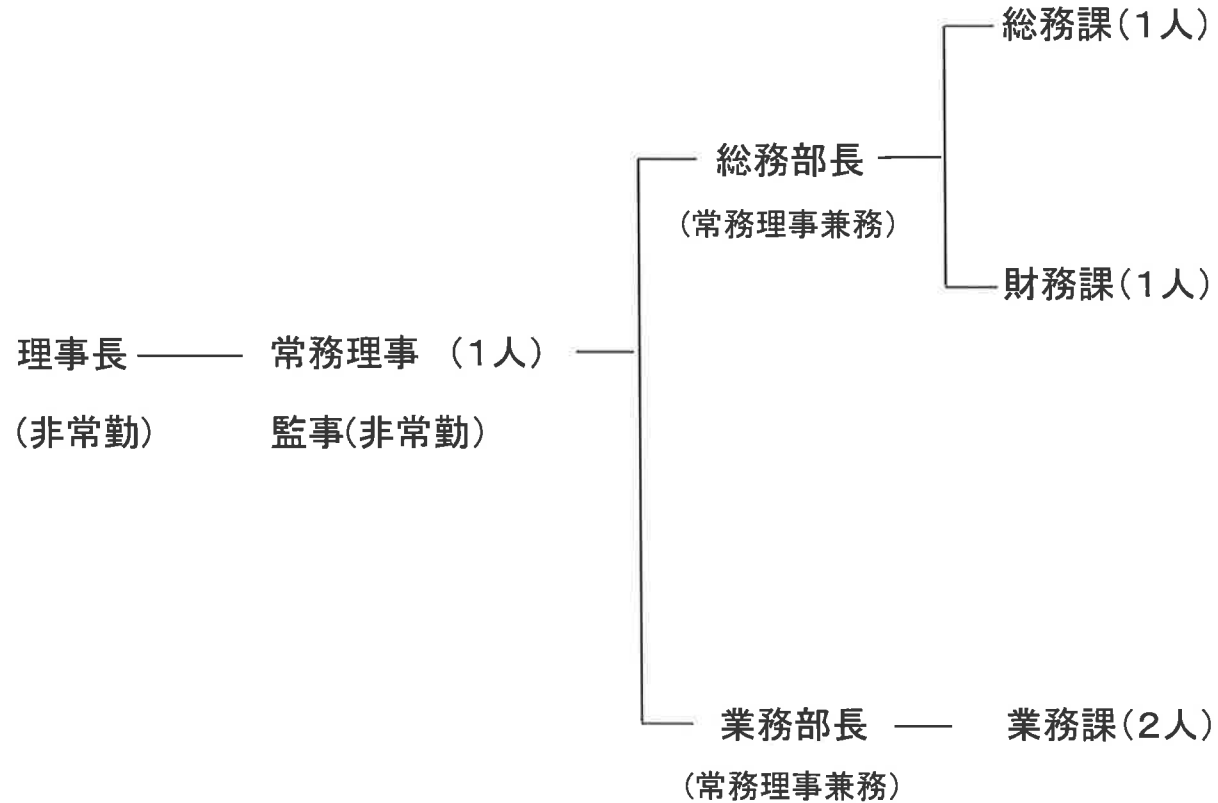 総務課(1人)
総務部長
(常務理事兼務)
財務課(1人)
理事長
常務理事 (1人)
(非常勤)
監事(非常勤)
業務部長
業務課(2人)
(常務理事兼務)